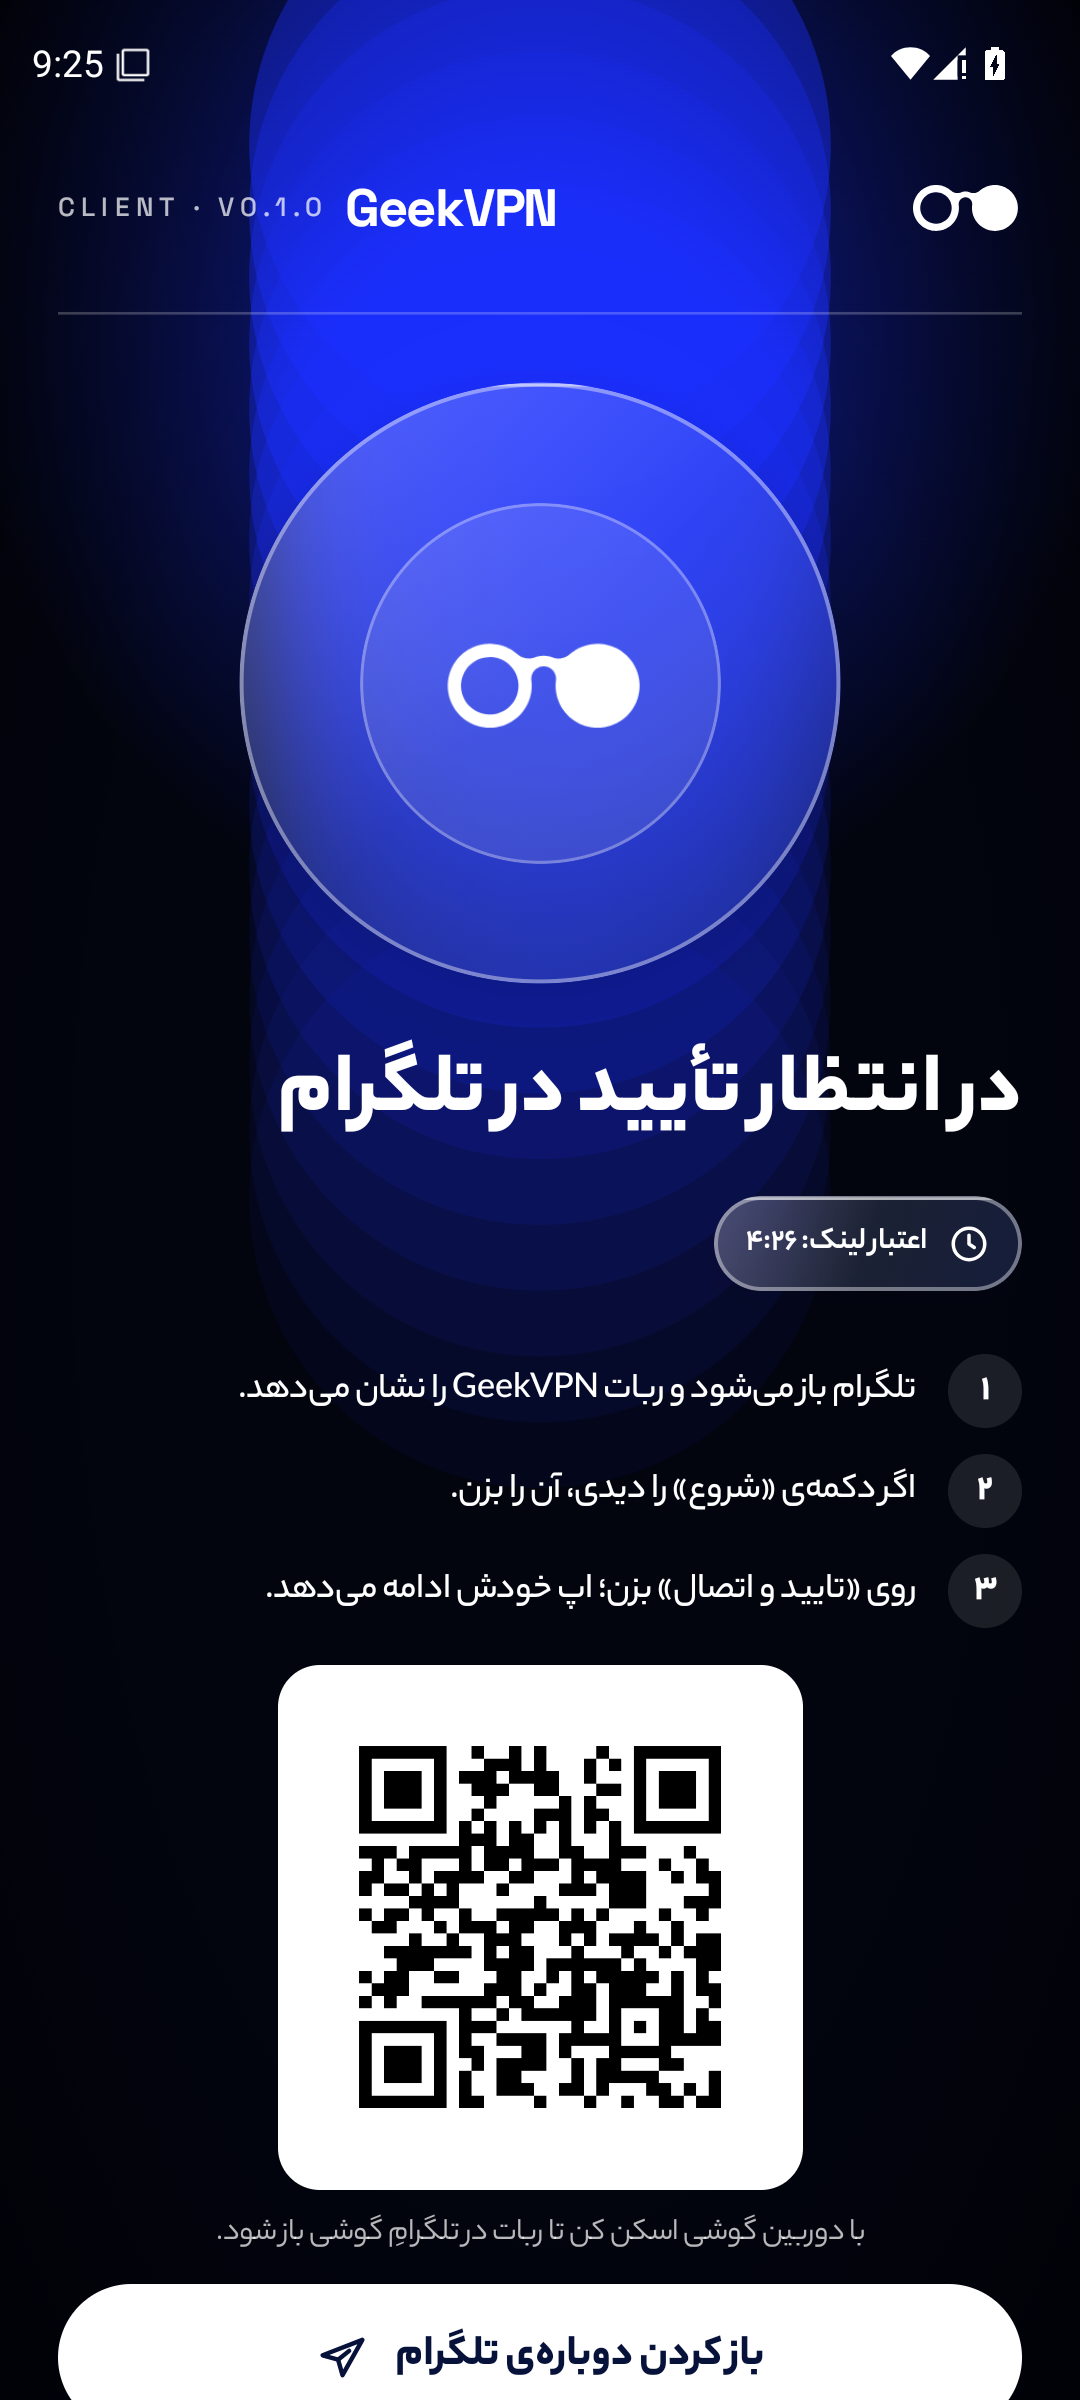 9:25
CLIENT · V0.1.0 GeekVPN
در انتظار تأیید در تلگرام
اعتبار لینک: ۴:۲۶
۱ تلگرام باز می‌شود و ربات GeekVPN را نشان می‌دهد.
۲ اگر دکمه‌ی «شروع» را دیدی، آن را بزن.
۳ روی «تایید و اتصال» بزن؛ اپ خودش ادامه می‌دهد.
با دوربین گوشی اسکن کن تا ربات در تلگرامِ گوشی باز شود.
باز کردن دوباره‌ی تلگرام